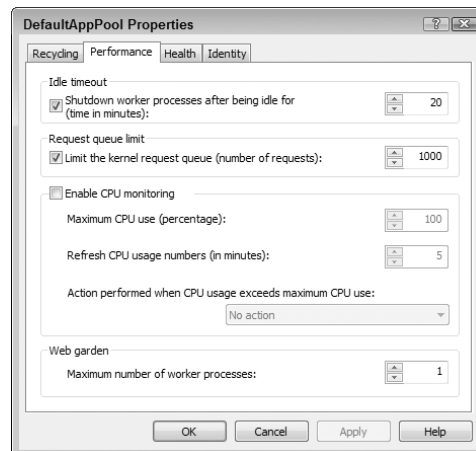 DefaultAppPool Properties
?
Recycling Performance Health Identity
Idle timeout
Shutdown worker processes after being idle for
(time in minutes):
20
Request queue limit
Limit the kernel request queue (number of requests):
1000
Enable CPU monitoring
Maximum CPU use (percentage):
100
Refresh CPU usage numbers (in minutes):
5
Action performed when CPU usage exceeds maximum CPU use:
No action
Web garden
Maximum number of worker processes:
1
OK Cancel Apply Help